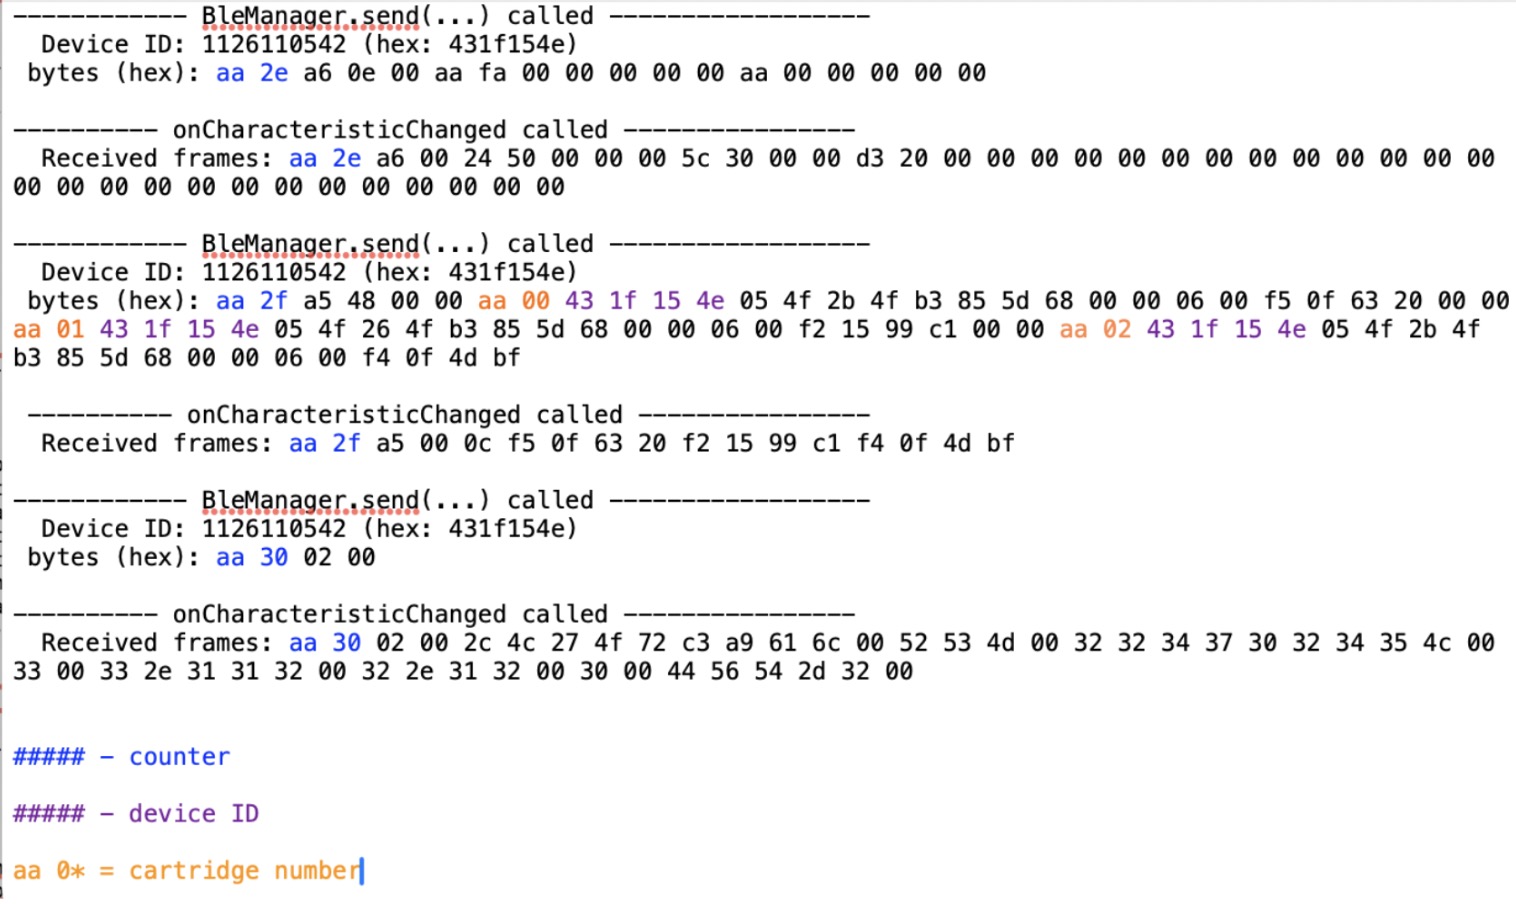 ------------ BleManager.send(...) called ------------------
Device ID: 1126110542 (hex: 431f154e)
bytes (hex): aa 2e a6 0e 00 aa fa 00 00 00 00 00 aa 00 00 00 00 00
---------- onCharacteristicChanged called ----------------
Received frames: aa 2e a6 00 24 50 00 00 00 5c 30 00 00 d3 20 00 00 00 00 00 00 00 00 00 00 00 00 00
00 00 00 00 00 00 00 00 00 00 00 00 00
------------ BleManager.send(...) called ------------------
Device ID: 1126110542 (hex: 431f154e)
bytes (hex): aa 2f a5 48 00 00 aa 00 43 1f 15 4e 05 4f 2b 4f b3 85 5d 68 00 00 06 00 f5 0f 63 20 00 00
aa 01 43 1f 15 4e 05 4f 26 4f b3 85 5d 68 00 00 06 00 f2 15 99 c1 00 00 aa 02 43 1f 15 4e 05 4f 2b 4f
b3 85 5d 68 00 00 06 00 f4 0f 4d bf
---------- onCharacteristicChanged called ----------------
Received frames: aa 2f a5 00 0c f5 0f 63 20 f2 15 99 c1 f4 0f 4d bf
------------ BleManager.send(...) called ------------------
Device ID: 1126110542 (hex: 431f154e)
bytes (hex): aa 30 02 00
---------- onCharacteristicChanged called ----------------
Received frames: aa 30 02 00 2c 4c 27 4f 72 c3 a9 61 6c 00 52 53 4d 00 32 32 34 37 30 32 34 35 4c 00
33 00 33 2e 31 31 32 00 32 2e 31 32 00 30 00 44 56 54 2d 32 00
##### - counter
##### - device ID
aa 0* = cartridge number